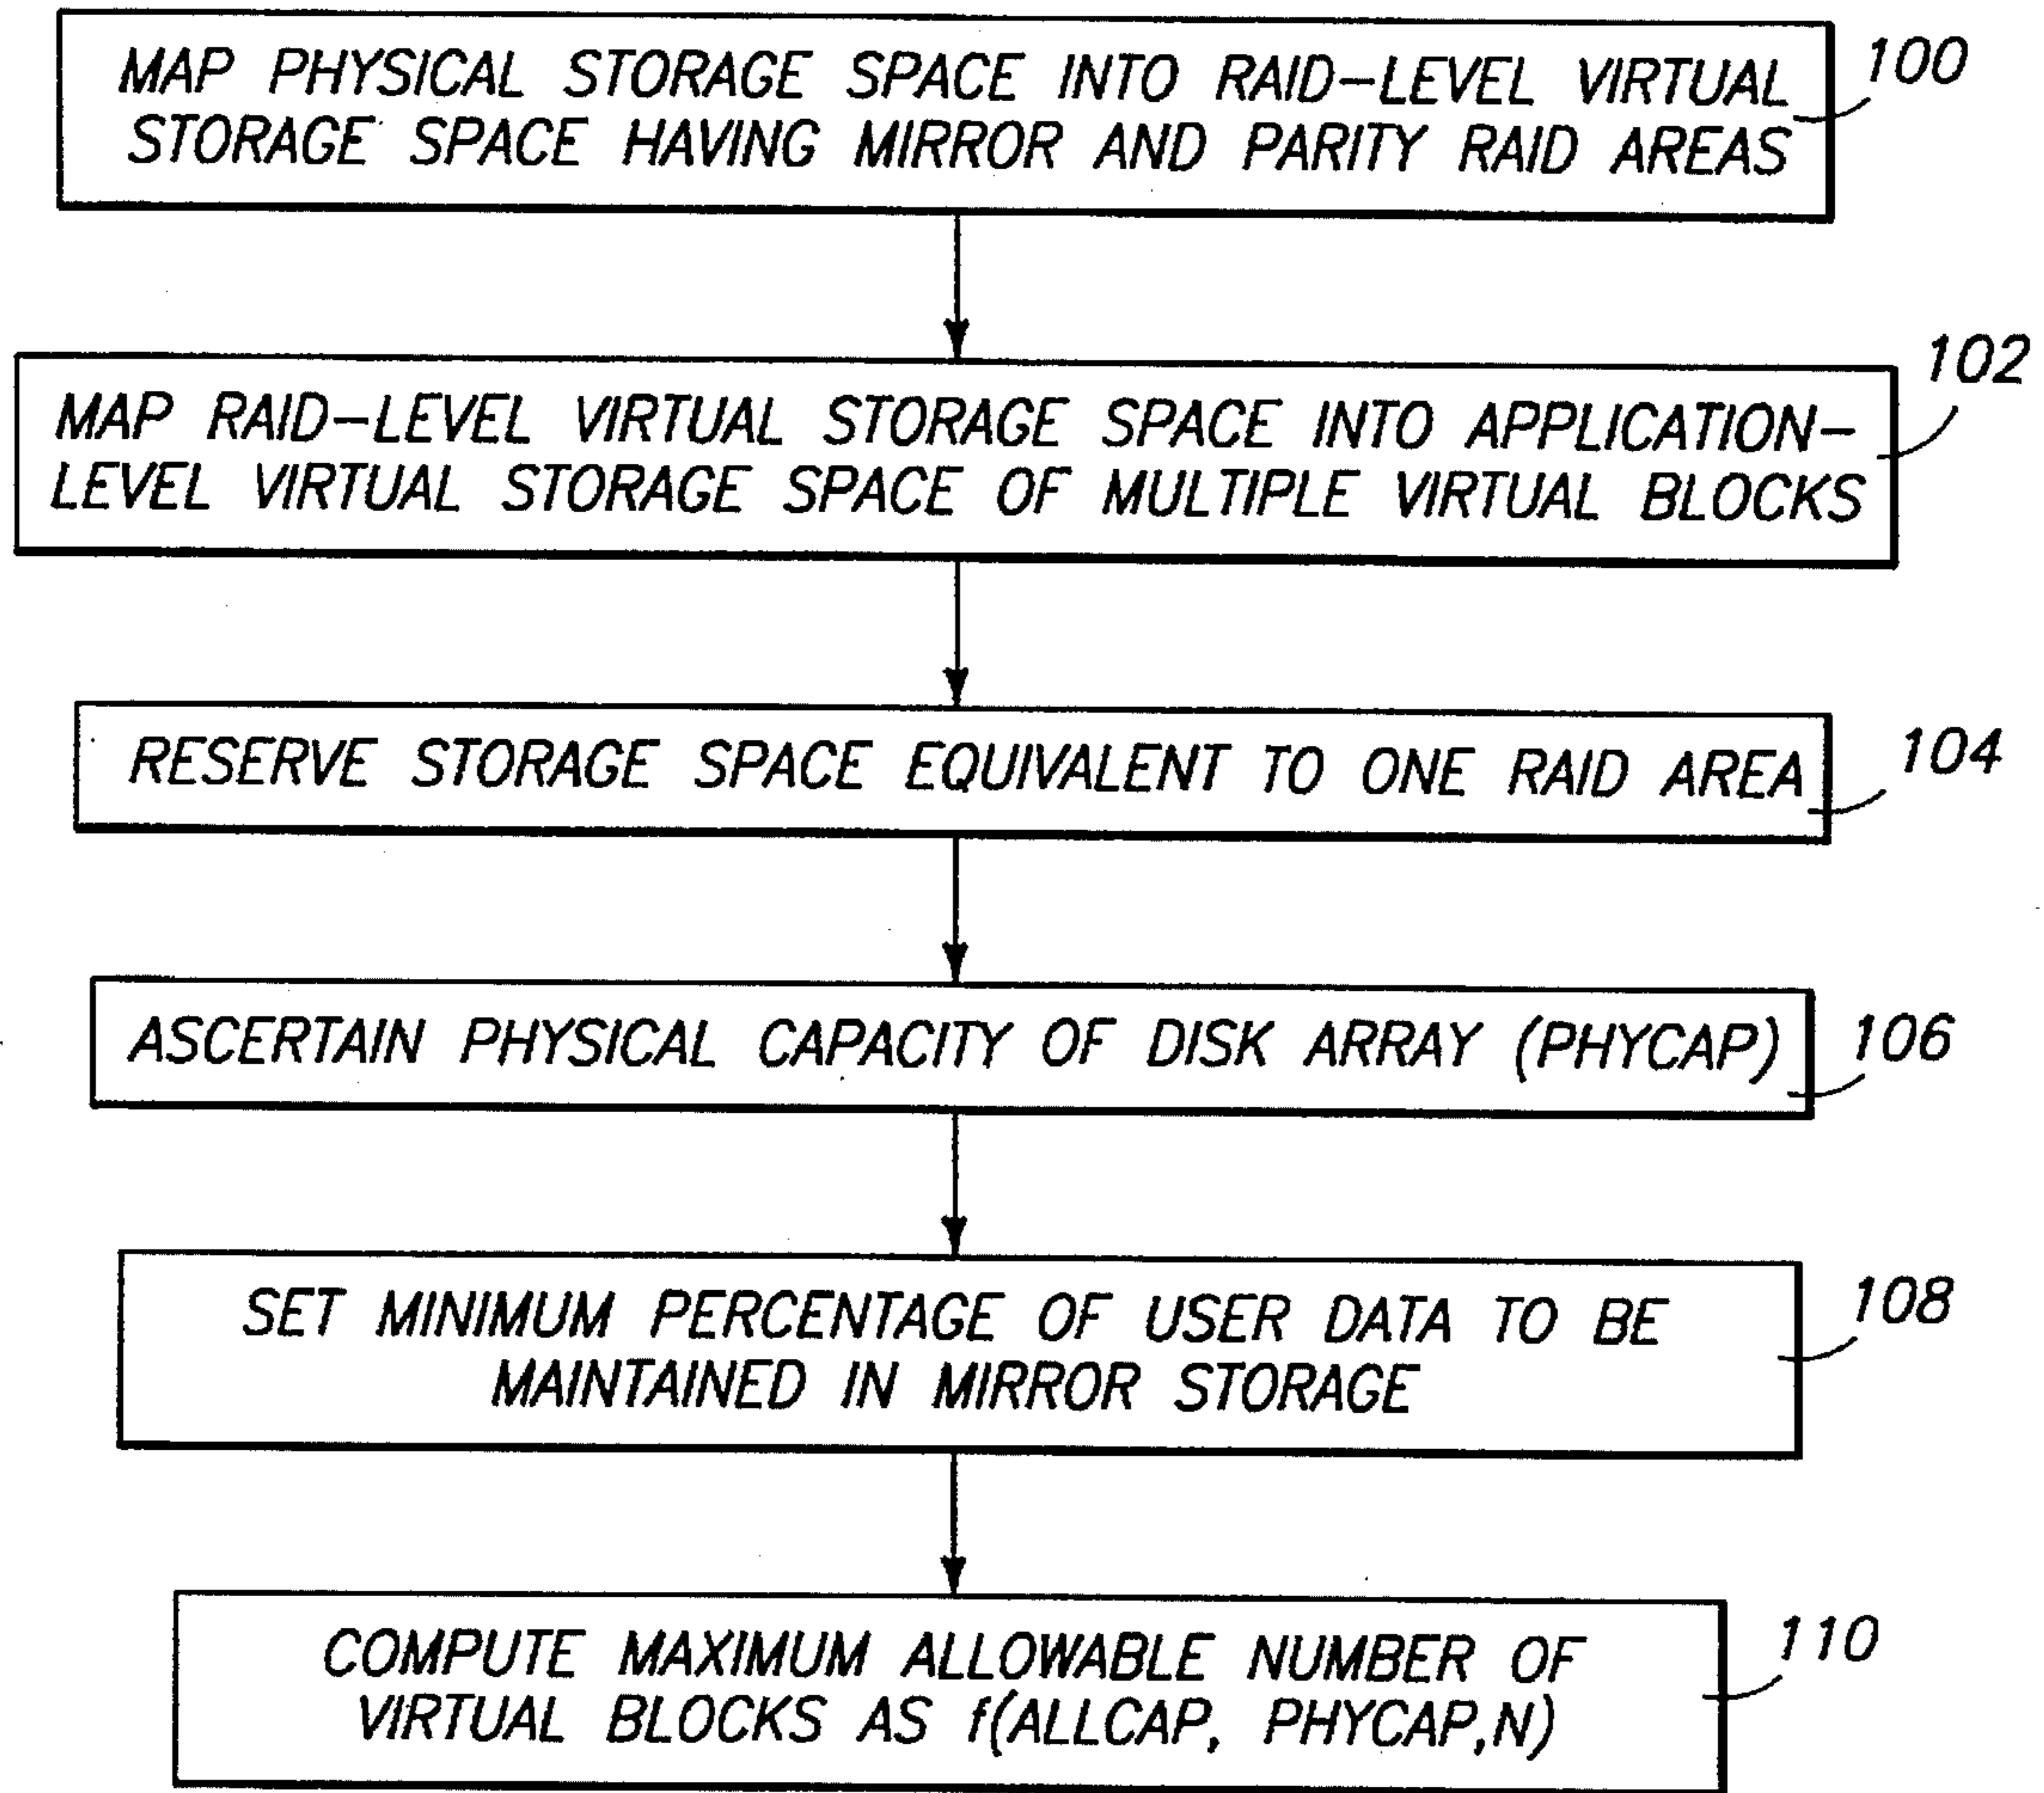 MAP PHYSICAL STORAGE SPACE INTO RAID-LEVEL VIRTUAL
STORAGE SPACE HAVING MIRROR AND PARITY RAID AREAS
100
MAP RAID-LEVEL VIRTUAL STORAGE SPACE INTO APPLICATION-
LEVEL VIRTUAL STORAGE SPACE OF MULTIPLE VIRTUAL BLOCKS
102
RESERVE STORAGE SPACE EQUIVALENT TO ONE RAID AREA
104
ASCERTAIN PHYSICAL CAPACITY OF DISK ARRAY (PHYCAP)
106
SET MINIMUM PERCENTAGE OF USER DATA TO BE
MAINTAINED IN MIRROR STORAGE
108
COMPUTE MAXIMUM ALLOWABLE NUMBER OF
VIRTUAL BLOCKS AS f(ALLCAP, PHYCAP,N)
110